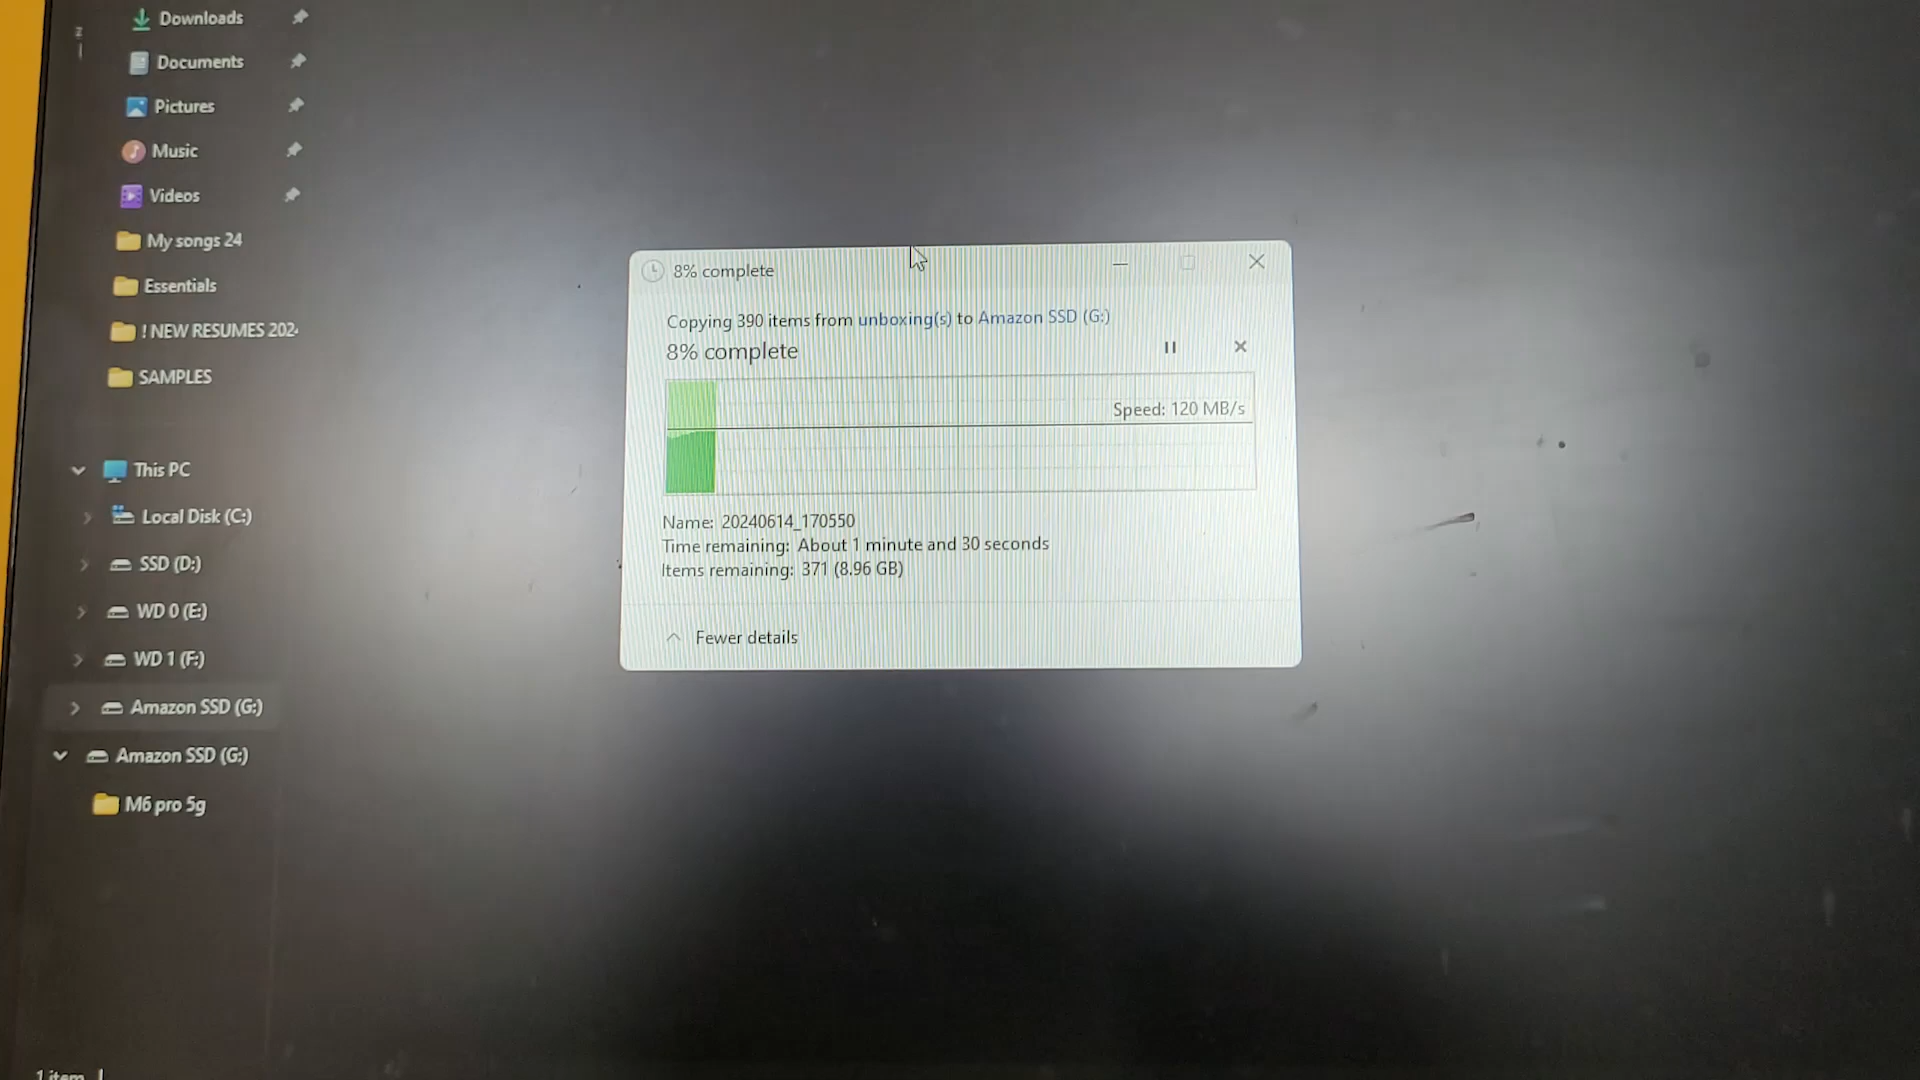 Downloads
Documents
Pictures
Music
Videos
My songs 24
Essentials
! NEW RESUMES 202
SAMPLES
This PC
Local Disk (C:)
SSD (D:)
WD 0 (E:)
WD 1 (F:)
Amazon SSD (G:)
Amazon SSD (G:)
M6 pro 5g
1 item
8% complete
Copying 390 items from unboxing(s) to Amazon SSD (G:)
8% complete
Speed: 120 MB/s
Name: 20240614_170550
Time remaining: About 1 minute and 30 seconds
Items remaining: 371 (8.96 GB)
Fewer details